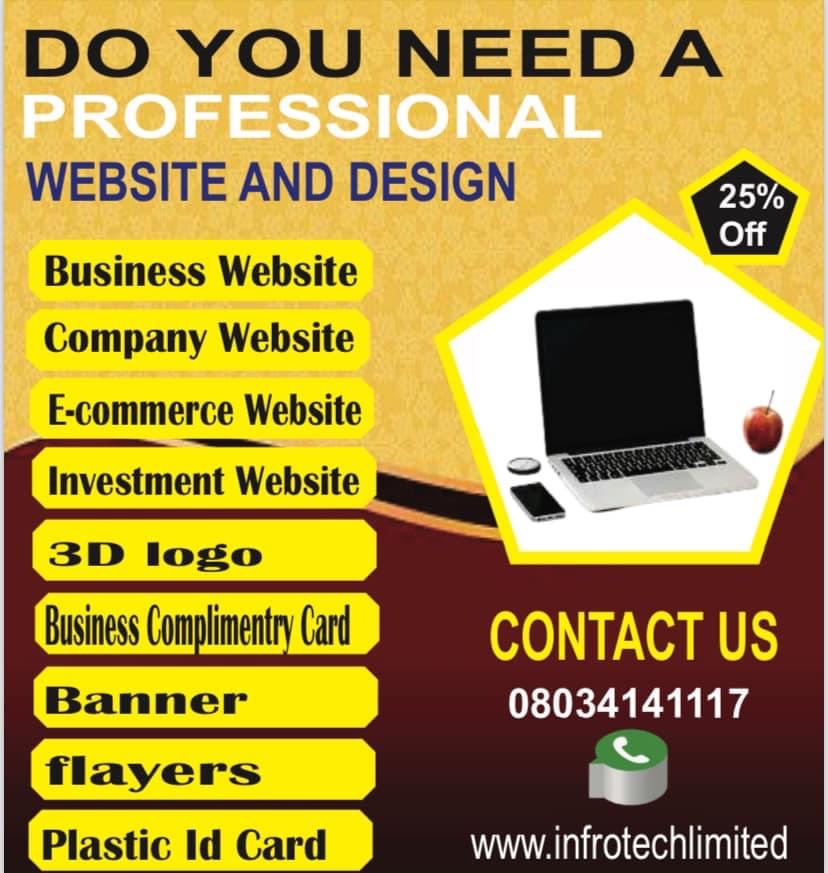 DO YOU NEED A
PROFESSIONAL
WEBSITE AND DESIGN
25%
Off
Business Website
Company Website
E-commerce Website
Investment Website
3D logo
Business Complimentry Card
Banner
flayers
Plastic Id Card
CONTACT US
08034141117
www.infrotechlimited